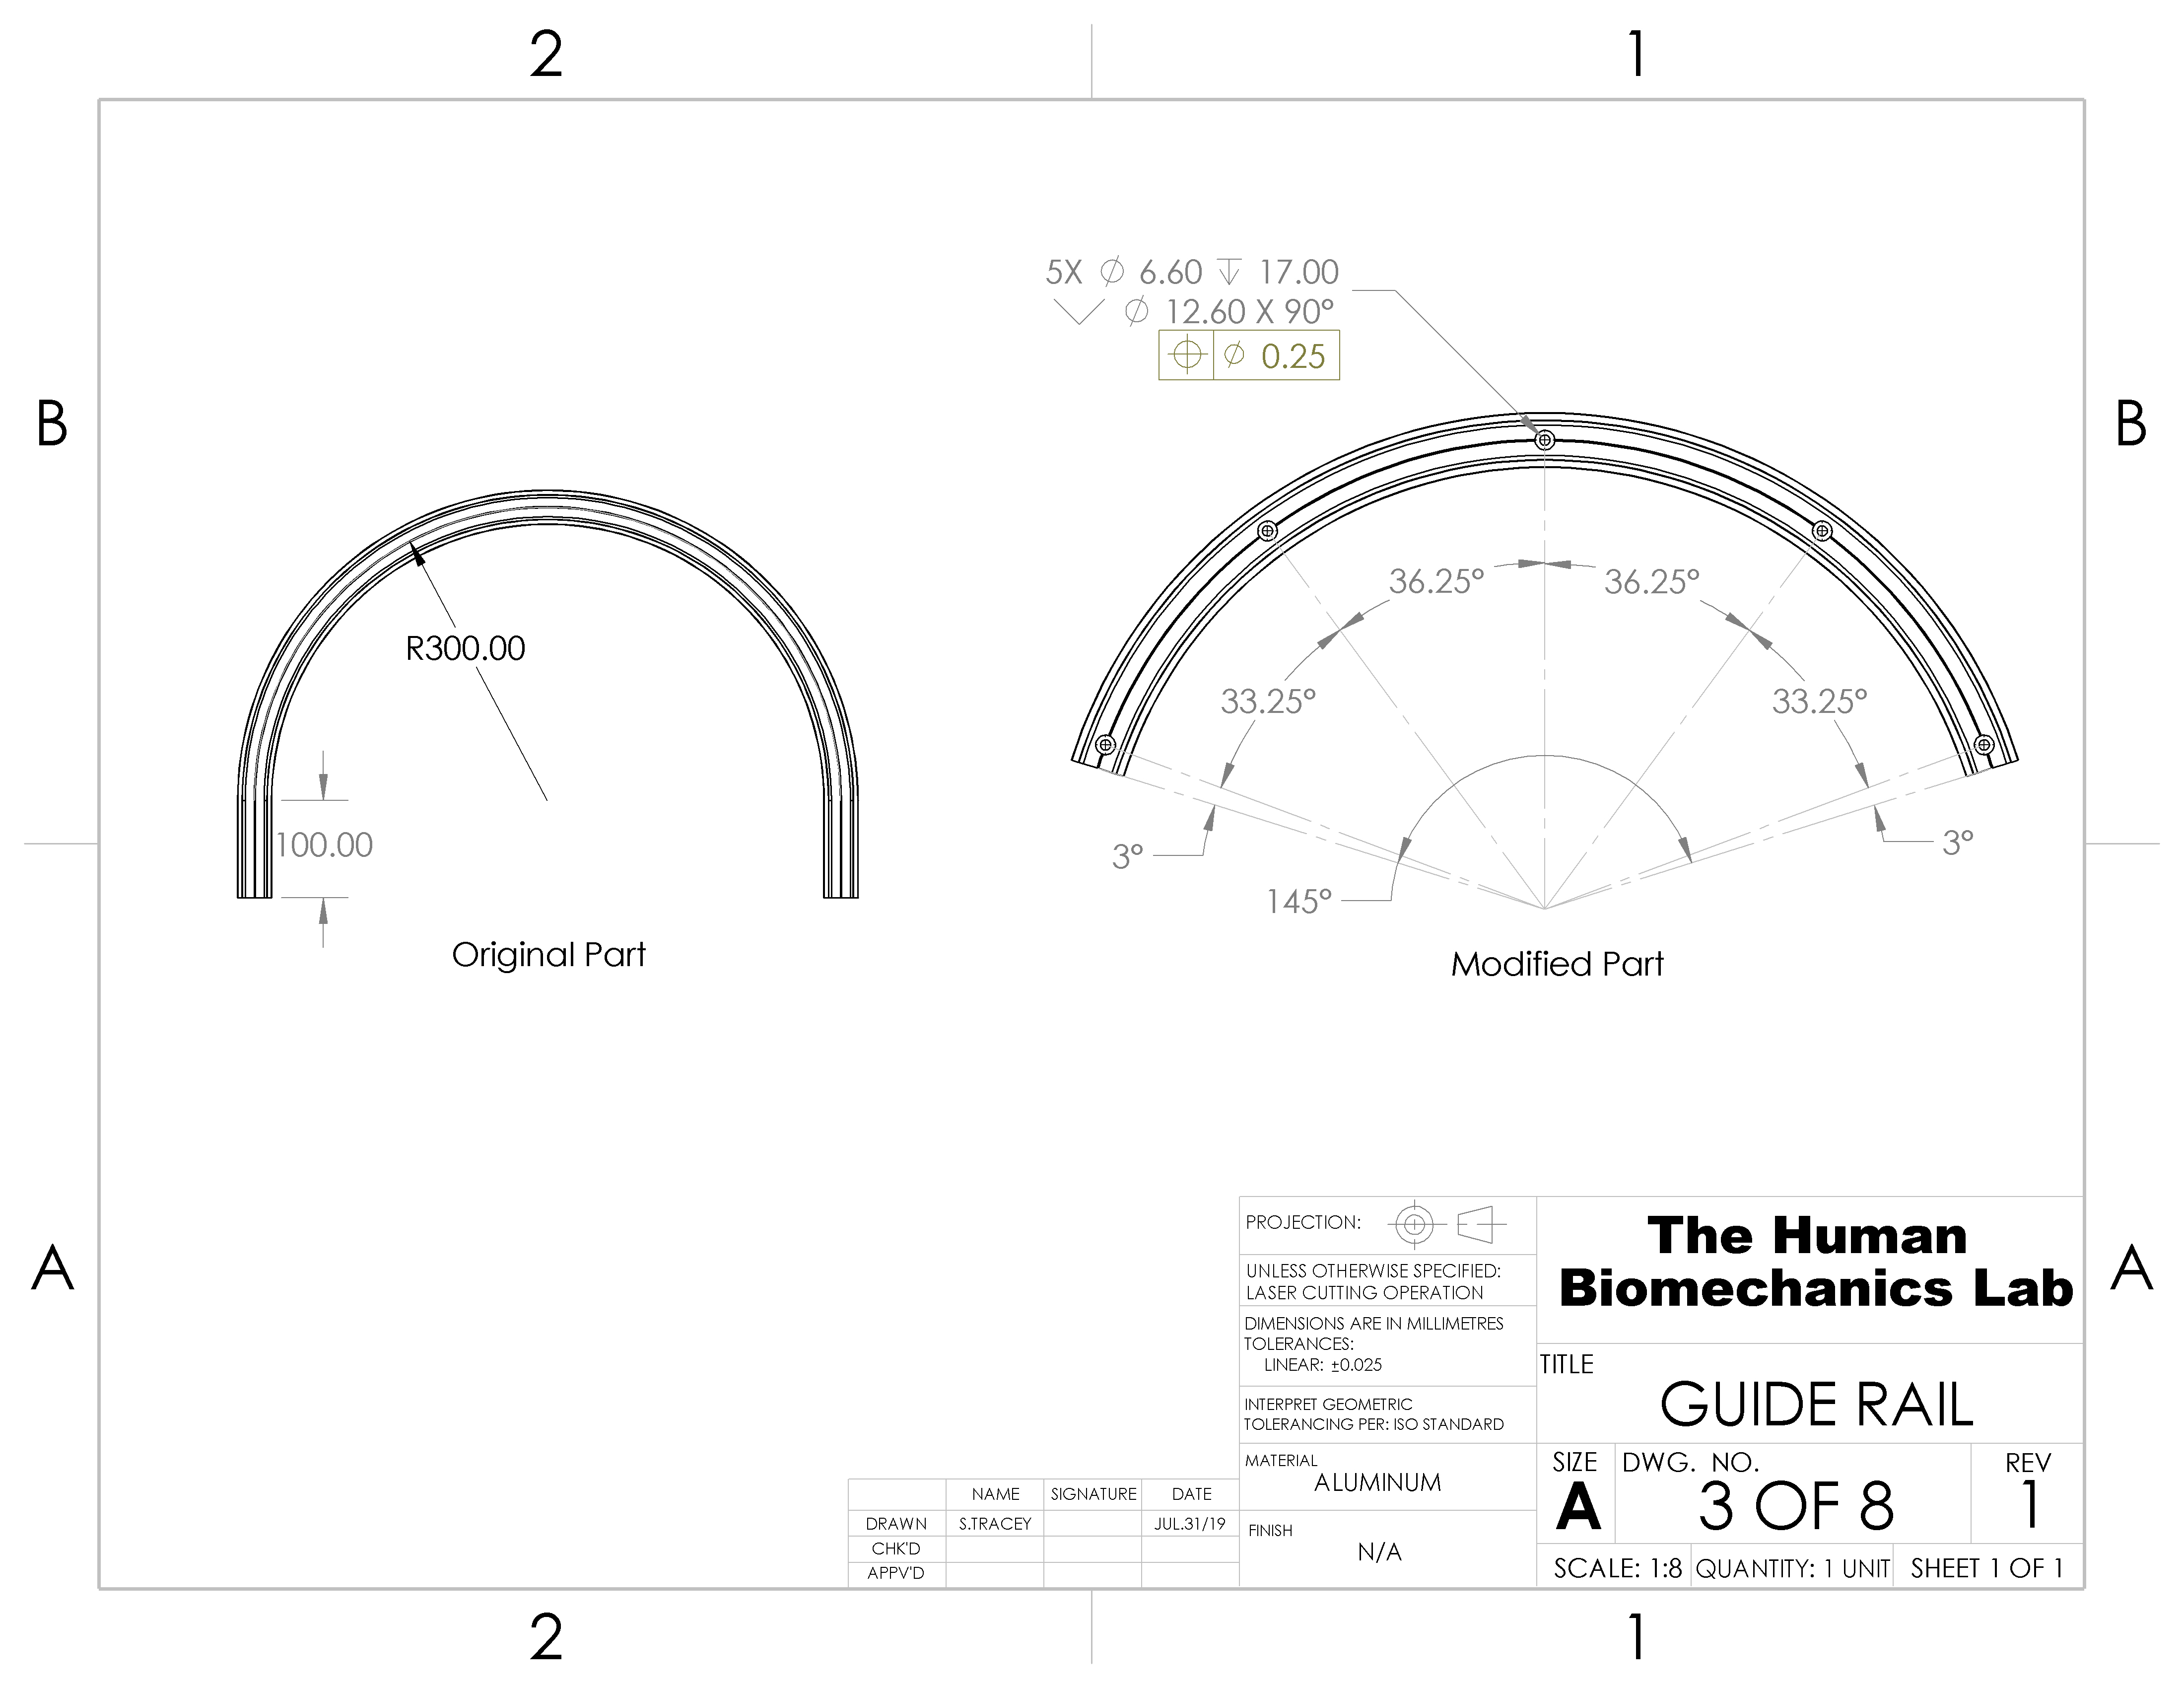 2
1
B
B
5X ⌀ 6.60 ↧ 17.00
⌵ ⌀ 12.60 X 90°
⌖ ⌀ 0.25
R300.00
100.00
Original Part
36.25°
36.25°
33.25°
33.25°
3°
3°
145°
Modified Part
A
A
PROJECTION:
UNLESS OTHERWISE SPECIFIED:
LASER CUTTING OPERATION
DIMENSIONS ARE IN MILLIMETRES
TOLERANCES:
LINEAR: ±0.025
INTERPRET GEOMETRIC
TOLERANCING PER: ISO STANDARD
MATERIAL
ALUMINUM
FINISH
N/A
The Human
Biomechanics Lab
TITLE
GUIDE RAIL
SIZE
A
DWG. NO.
3 OF 8
REV
1
SCALE: 1:8
QUANTITY: 1 UNIT
SHEET 1 OF 1
NAME SIGNATURE DATE
DRAWN S.TRACEY JUL.31/19
CHK'D
APPV'D
2
1